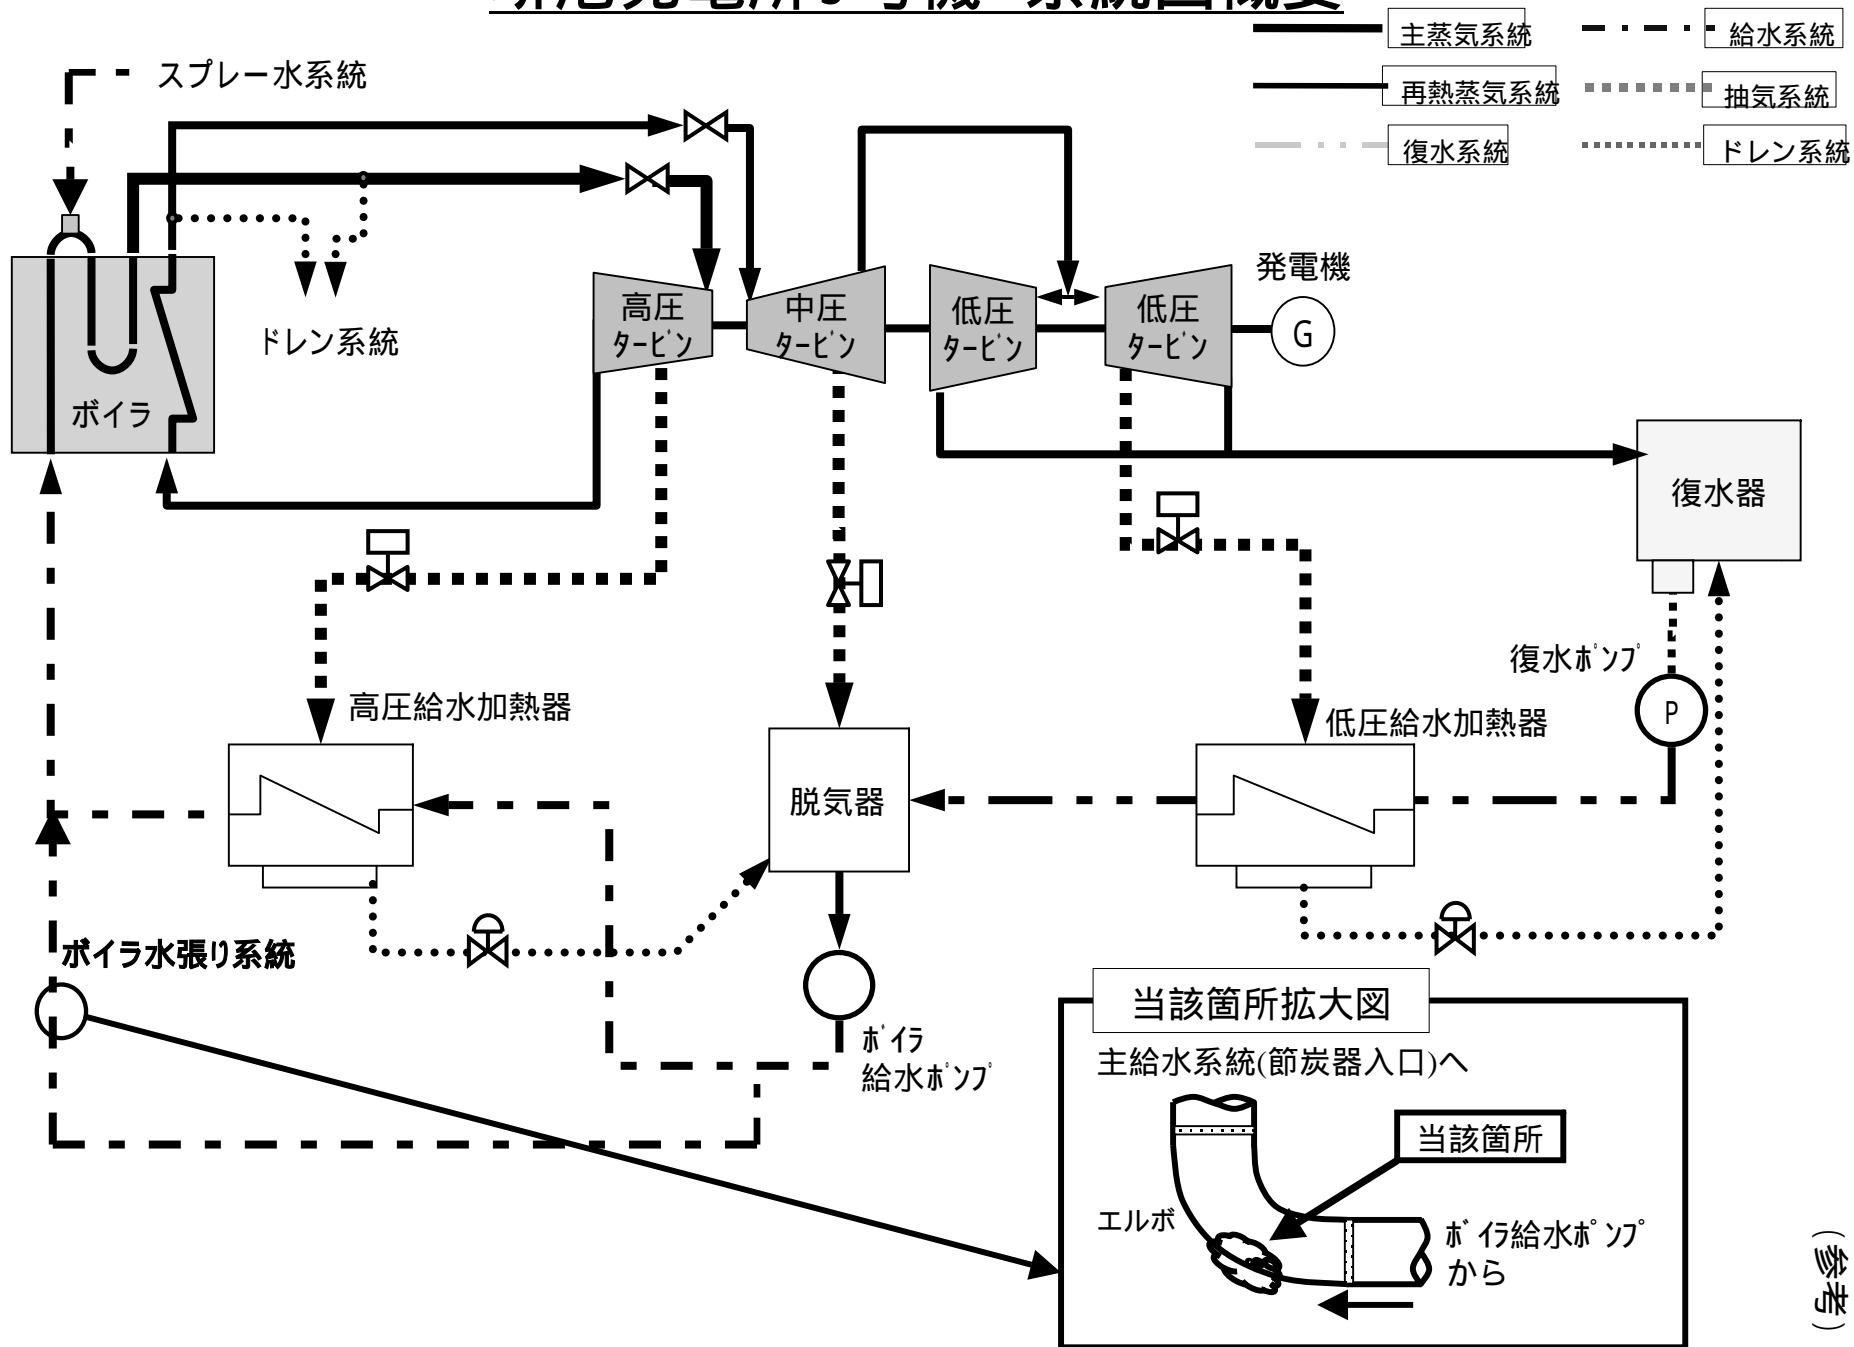 主蒸気系統
給水系統
再熱蒸気系統
抽気系統
復水系統
ドレン系統
スプレー水系統
ドレン系統
ボイラ
高圧
ﾀｰﾋﾞﾝ
中圧
ﾀｰﾋﾞﾝ
低圧
ﾀｰﾋﾞﾝ
低圧
ﾀｰﾋﾞﾝ
発電機
G
復水器
復水ﾎﾟﾝﾌﾟ
P
高圧給水加熱器
脱気器
低圧給水加熱器
ボイラ水張り系統
ﾎﾞｲﾗ
給水ﾎﾟﾝﾌﾟ
当該箇所拡大図
主給水系統(節炭器入口)へ
当該箇所
エルボ
ﾎﾞｲﾗ給水ﾎﾟﾝﾌﾟ
から
（参考）